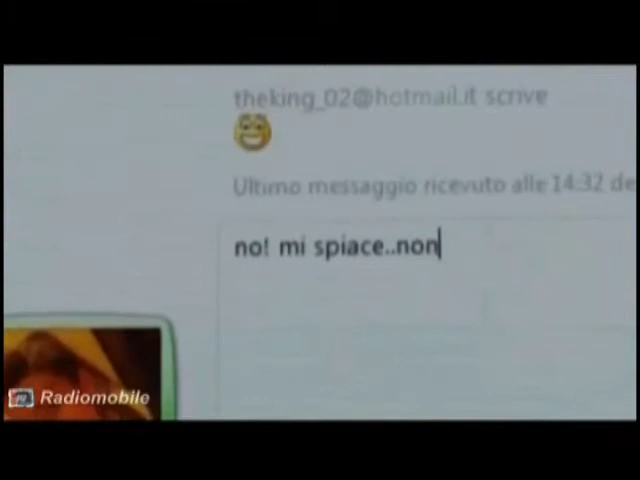 theking_02@hotmail.it scrive
Ultimo messaggio ricevuto alle 14:32 de
no! mi spiace..non
Radiomobile